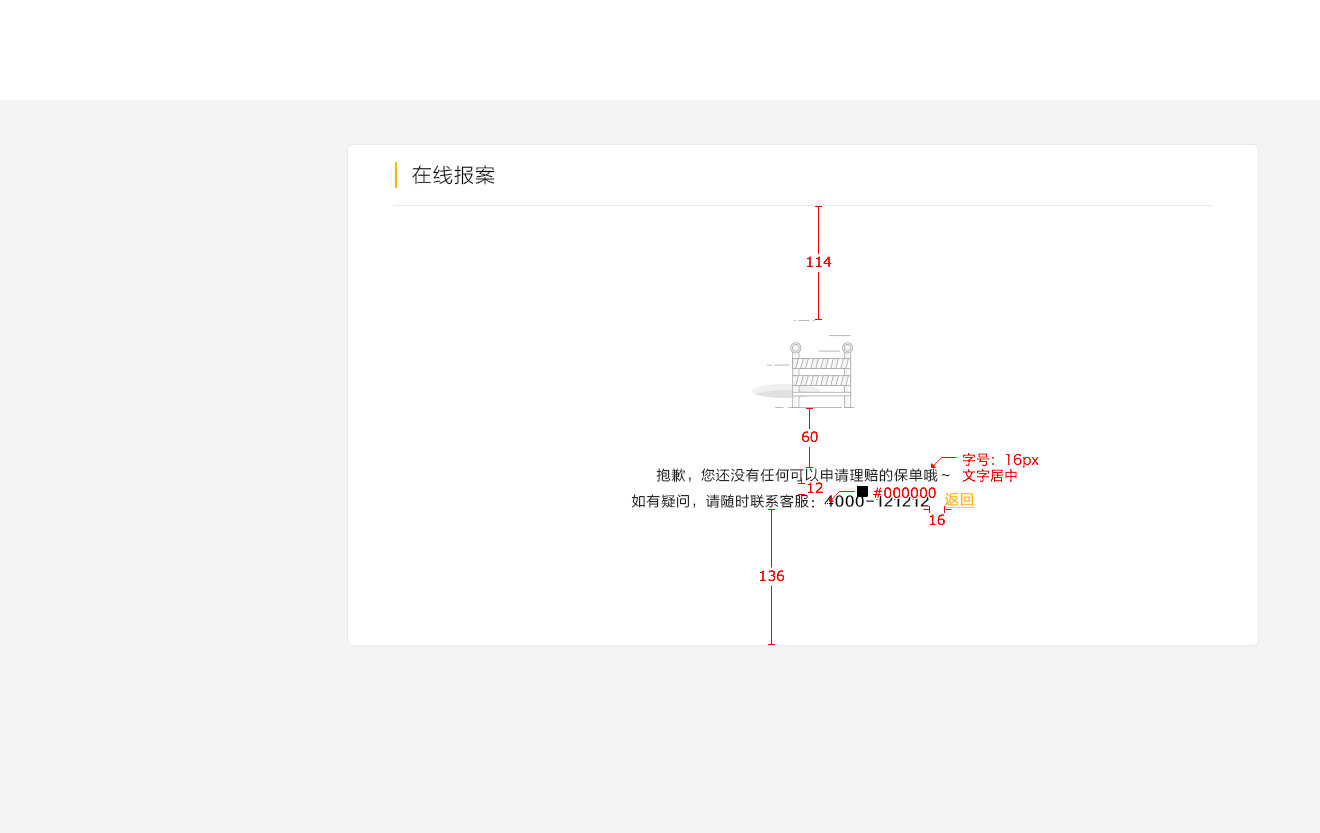 在线报案
114
60
字号：16px
抱歉，您还没有任何可以申请理赔的保单哦~
文字居中
12
#000000
如有疑问，请随时联系客服：4000-121212
返回
16
136